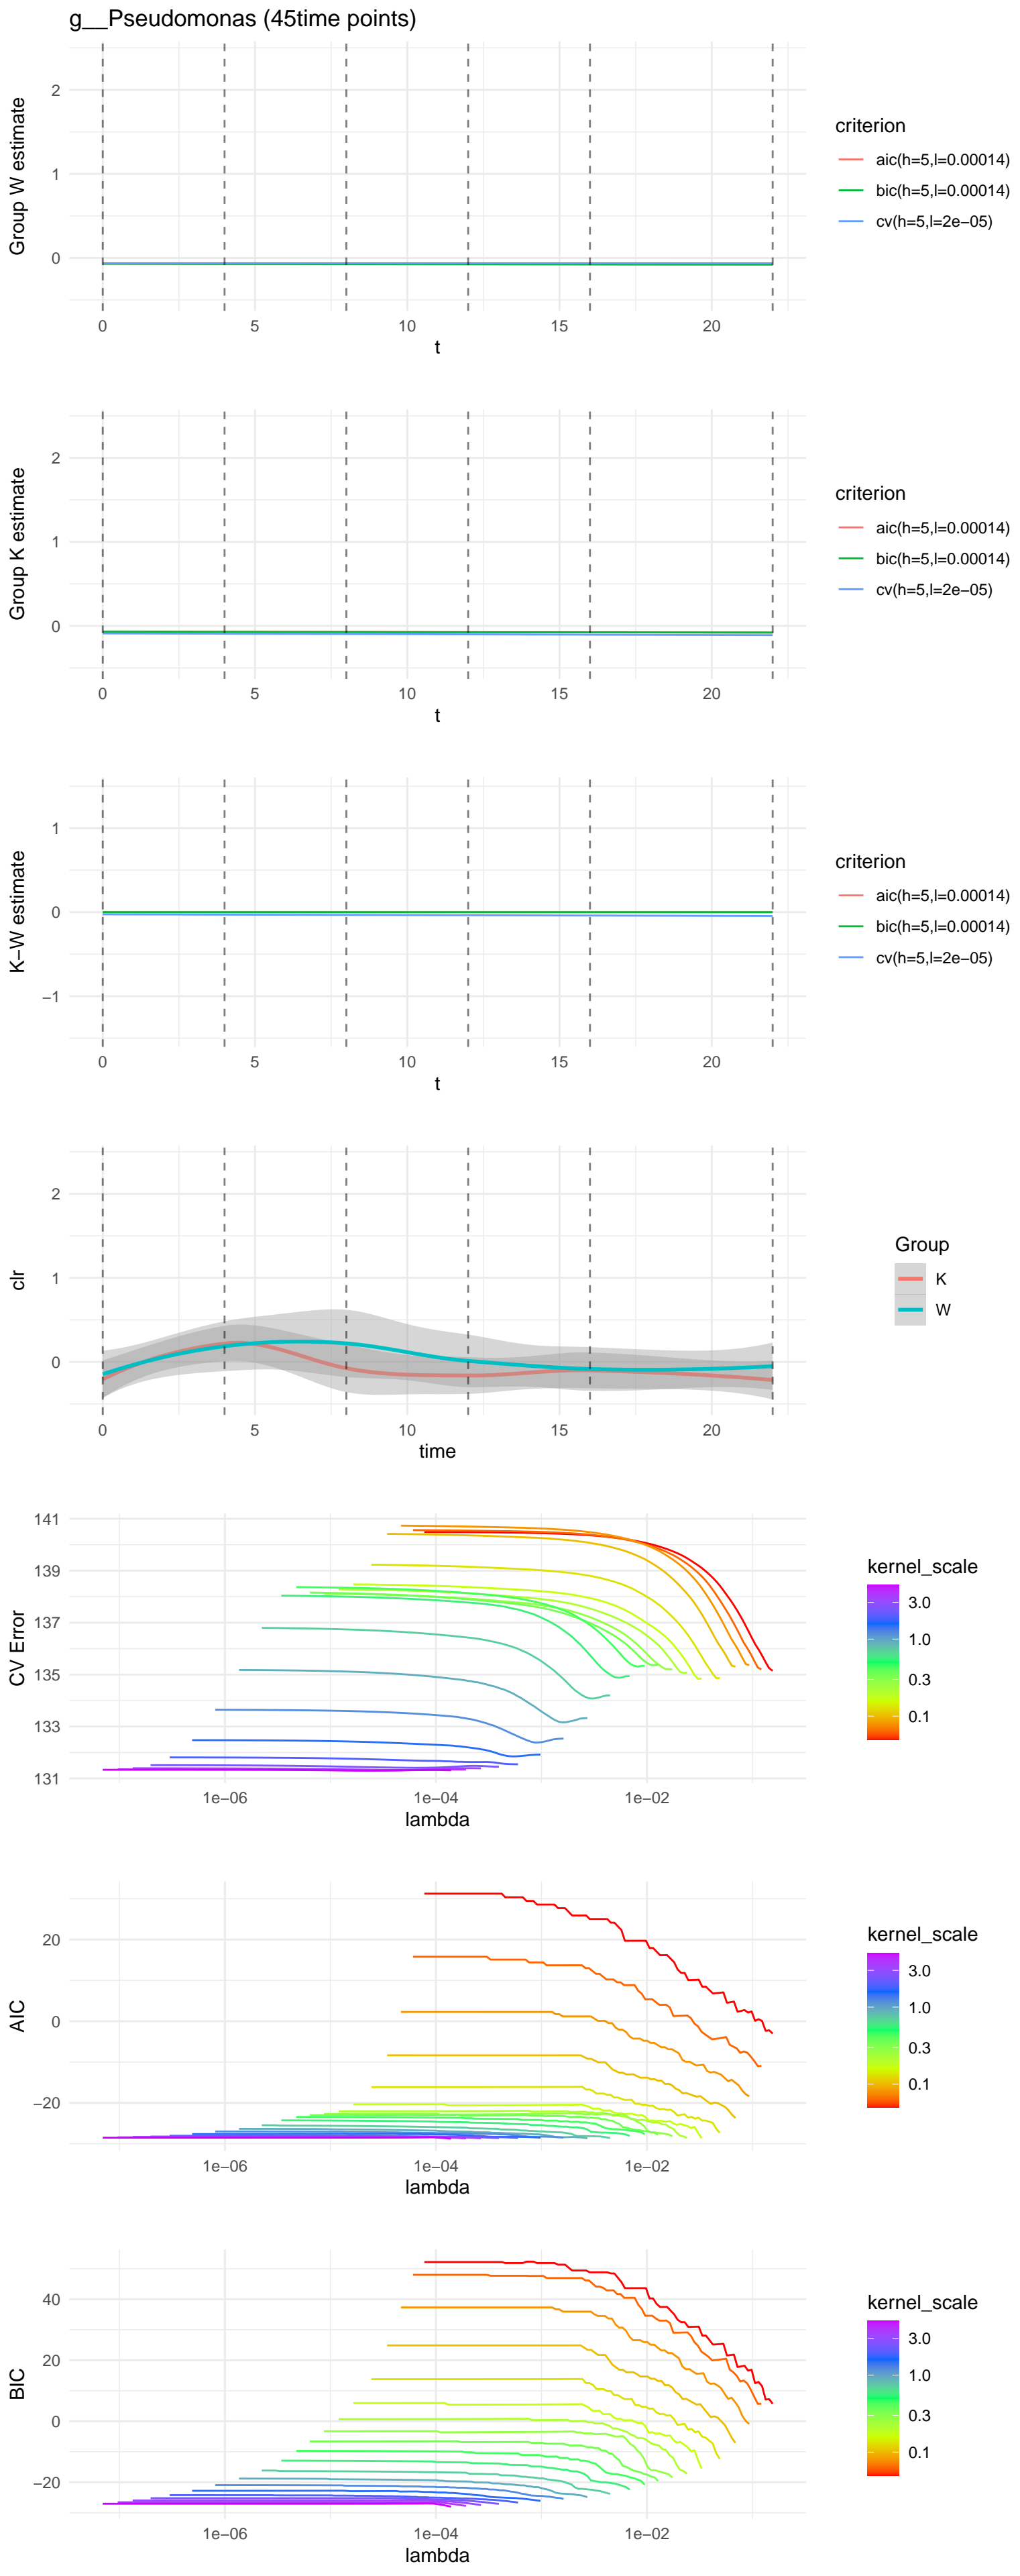 g__Pseudomonas (45time points)
Group W estimate
2
1
0
0
5
10
15
20
t
criterion
aic(h=5,l=0.00014)
bic(h=5,l=0.00014)
cv(h=5,l=2e−05)
Group K estimate
2
1
0
0
5
10
15
20
t
criterion
aic(h=5,l=0.00014)
bic(h=5,l=0.00014)
cv(h=5,l=2e−05)
K−W estimate
1
0
−1
0
5
10
15
20
t
criterion
aic(h=5,l=0.00014)
bic(h=5,l=0.00014)
cv(h=5,l=2e−05)
clr
2
1
0
0
5
10
15
20
time
Group
K
W
CV Error
141
139
137
135
133
131
1e−06
1e−04
1e−02
lambda
kernel_scale
3.0
1.0
0.3
0.1
AIC
20
0
−20
1e−06
1e−04
1e−02
lambda
kernel_scale
3.0
1.0
0.3
0.1
BIC
40
20
0
−20
1e−06
1e−04
1e−02
lambda
kernel_scale
3.0
1.0
0.3
0.1